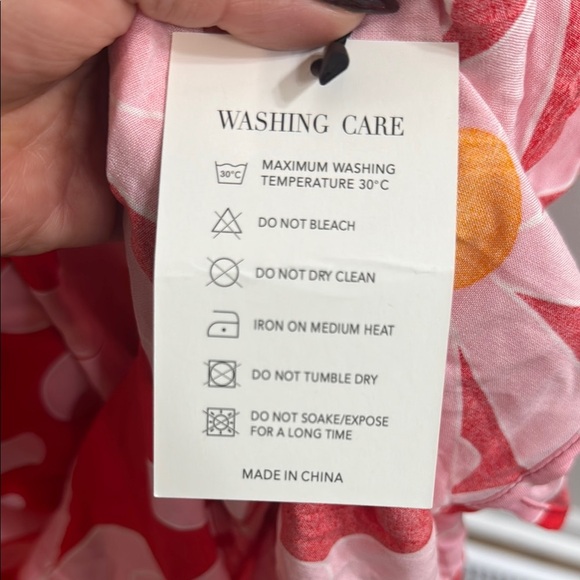 WASHING CARE
30°C
MAXIMUM WASHING
TEMPERATURE 30°C
DO NOT BLEACH
DO NOT DRY CLEAN
IRON ON MEDIUM HEAT
DO NOT TUMBLE DRY
DO NOT SOAKE/EXPOSE
FOR A LONG TIME
MADE IN CHINA